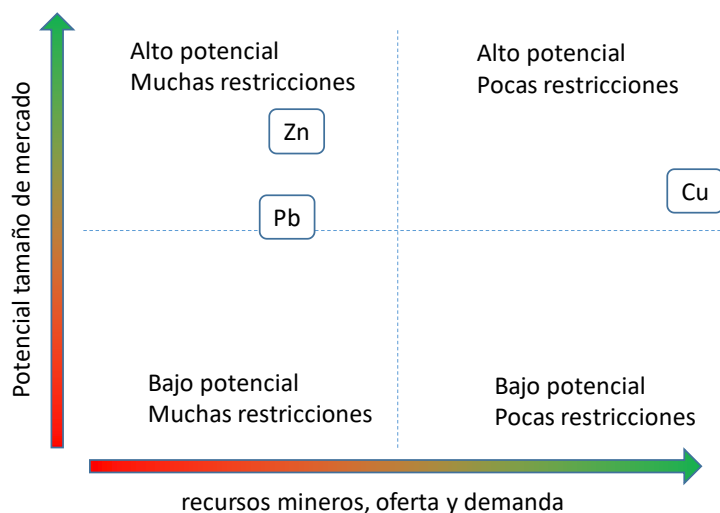 Potencial tamaño de mercado
Alto potencial
Muchas restricciones
Alto potencial
Pocas restricciones
Zn
Cu
Pb
Bajo potencial
Muchas restricciones
Bajo potencial
Pocas restricciones
recursos mineros, oferta y demanda